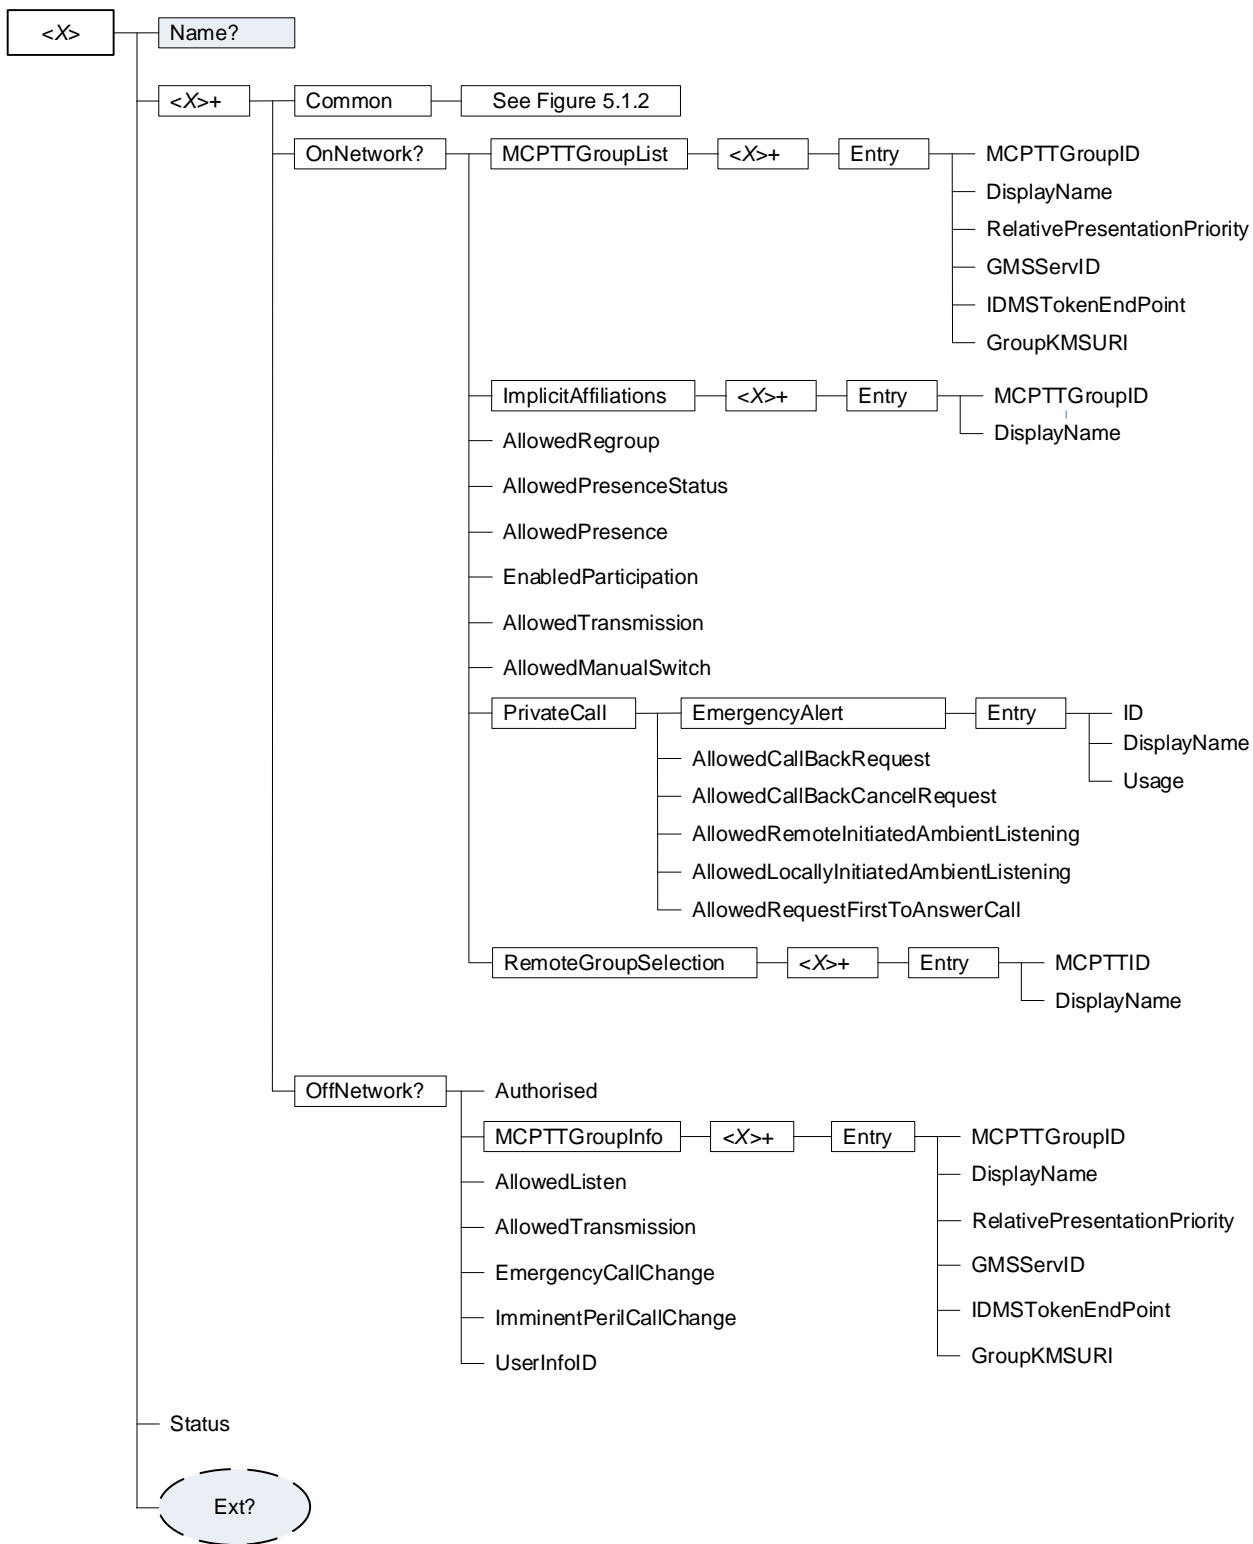 <X>
Name?
<X>+
Common
See Figure 5.1.2
OnNetwork?
MCPTTGroupList
<X>+
Entry
MCPTTGroupID
DisplayName
RelativePresentationPriority
GMSServID
IDMSTokenEndPoint
GroupKMSURI
ImplicitAffiliations
<X>+
Entry
MCPTTGroupID
DisplayName
AllowedRegroup
AllowedPresenceStatus
AllowedPresence
EnabledParticipation
AllowedTransmission
AllowedManualSwitch
PrivateCall
EmergencyAlert
Entry
ID
DisplayName
Usage
AllowedCallBackRequest
AllowedCallBackCancelRequest
AllowedRemoteInitiatedAmbientListening
AllowedLocallyInitiatedAmbientListening
AllowedRequestFirstToAnswerCall
RemoteGroupSelection
<X>+
Entry
MCPTTID
DisplayName
OffNetwork?
Authorised
MCPTTGroupInfo
<X>+
Entry
MCPTTGroupID
DisplayName
RelativePresentationPriority
GMSServID
IDMSTokenEndPoint
GroupKMSURI
AllowedListen
AllowedTransmission
EmergencyCallChange
ImminentPerilCallChange
UserInfoID
Status
Ext?